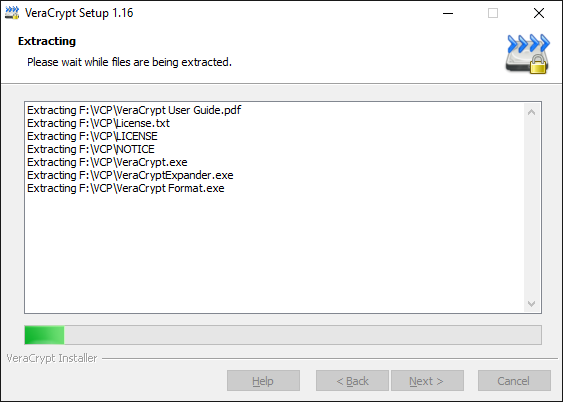 VeraCrypt Setup 1.16
Extracting
Please wait while files are being extracted.
Extracting F:\VCP\VeraCrypt User Guide.pdf
Extracting F:\VCP\License.txt
Extracting F:\VCP\LICENSE
Extracting F:\VCP\NOTICE
Extracting F:\VCP\VeraCrypt.exe
Extracting F:\VCP\VeraCryptExpander.exe
Extracting F:\VCP\VeraCrypt Format.exe
VeraCrypt Installer
Help
< Back
Next >
Cancel